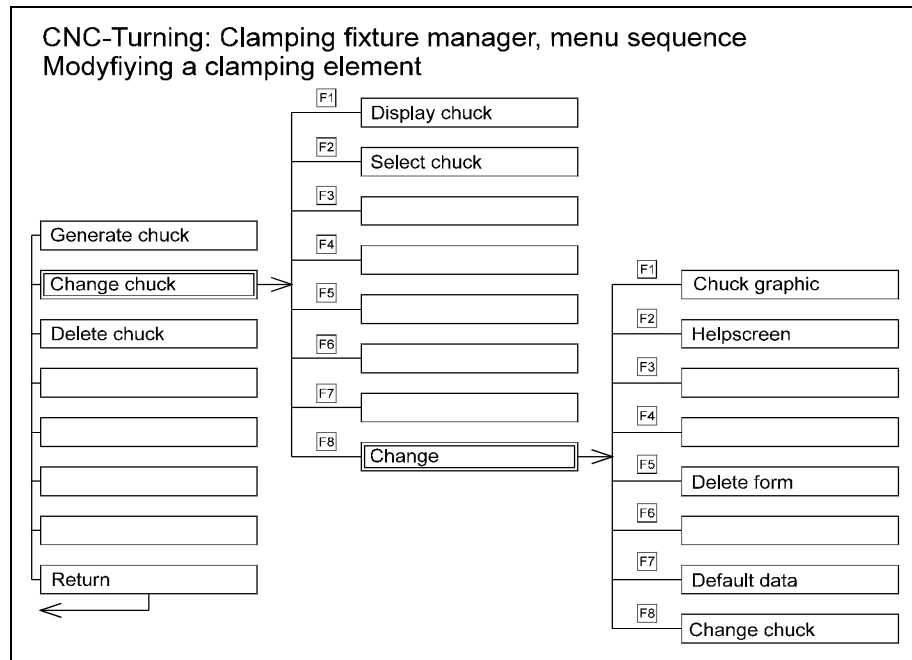 CNC-Turning: Clamping fixture manager, menu sequence
Modyfiying a clamping element
Generate chuck
Change chuck
Delete chuck
Return
F1
Display chuck
F2
Select chuck
F3
F4
F5
F6
F7
F8
Change
F1
Chuck graphic
F2
Helpscreen
F3
F4
F5
Delete form
F6
F7
Default data
F8
Change chuck